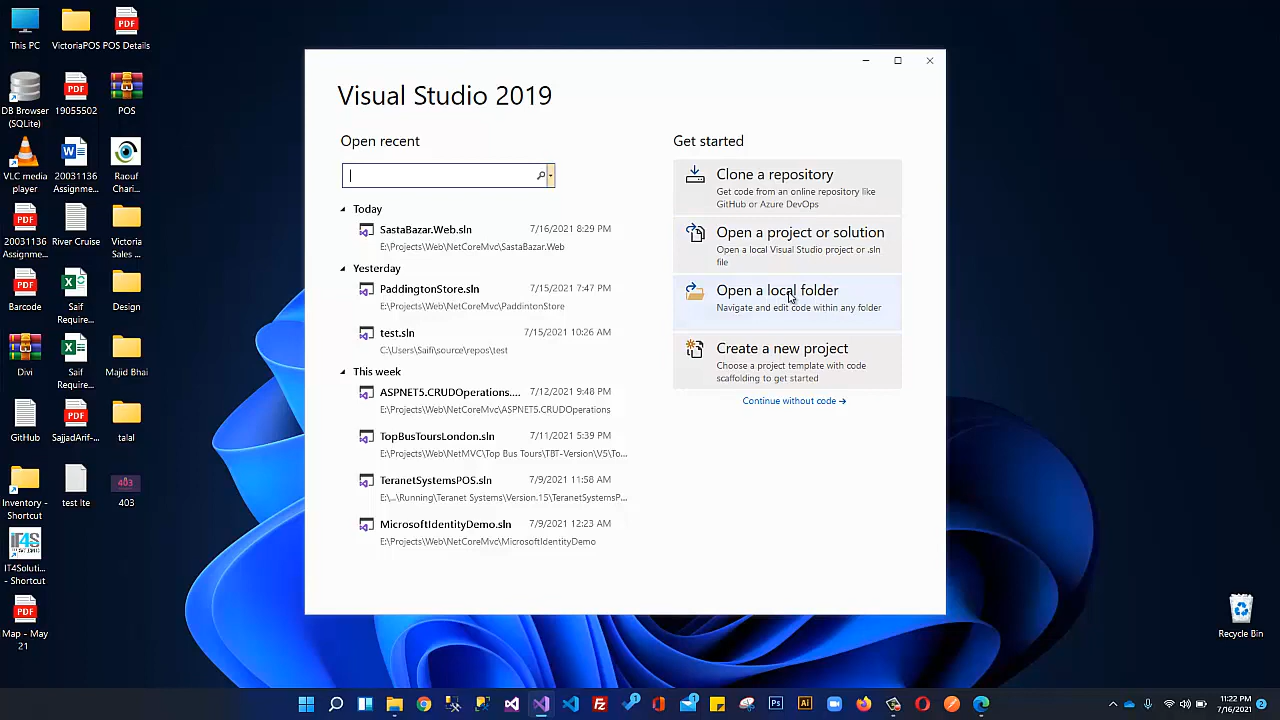 This PC
VictoriaPOS
POS Details
DB Browser
(SQLite)
19055502
POS
VLC media
player
20031136
Assignme...
Raouf
Chari...
20031136
Assignme...
River Cruise
Victoria
Sales ...
Barcode
Saif
Require...
Design
Divi
Saif
Require...
Majid Bhai
GitHub
SajjadArif-...
talal
Inventory -
Shortcut
test lte
403
403
IT4S
IT4Soluti...
- Shortcut
Map - May
21
Visual Studio 2019
Open recent
Today
SastaBazar.Web.sln
7/16/2021 8:29 PM
E:\Projects\Web\NetCoreMvc\SastaBazar.Web
Yesterday
PaddingtonStore.sln
7/15/2021 7:47 PM
E:\Projects\Web\NetCoreMvc\PaddintonStore
test.sln
7/15/2021 10:26 AM
C:\Users\Saifi\source\repos\test
This week
ASPNET5.CRUDOperations....
7/12/2021 9:48 PM
E:\Projects\Web\NetCoreMvc\ASPNET5.CRUDOperations
TopBusToursLondon.sln
7/11/2021 5:39 PM
E:\Projects\Web\NetMVC\Top Bus Tours\TBT-Version\V5\To...
TeranetSystemsPOS.sln
7/9/2021 11:58 AM
E:\...\Running\Teranet Systems\Version.15\TeranetSystemsP...
MicrosoftIdentityDemo.sln
7/9/2021 12:23 AM
E:\Projects\Web\NetCoreMvc\MicrosoftIdentityDemo
Get started
Clone a repository
Get code from an online repository like
GitHub or Azure DevOps
Open a project or solution
Open a local Visual Studio project or .sln
file
Open a local folder
Navigate and edit code within any folder
Create a new project
Choose a project template with code
scaffolding to get started
Continue without code →
Recycle Bin
11:22 PM
7/16/2021
2